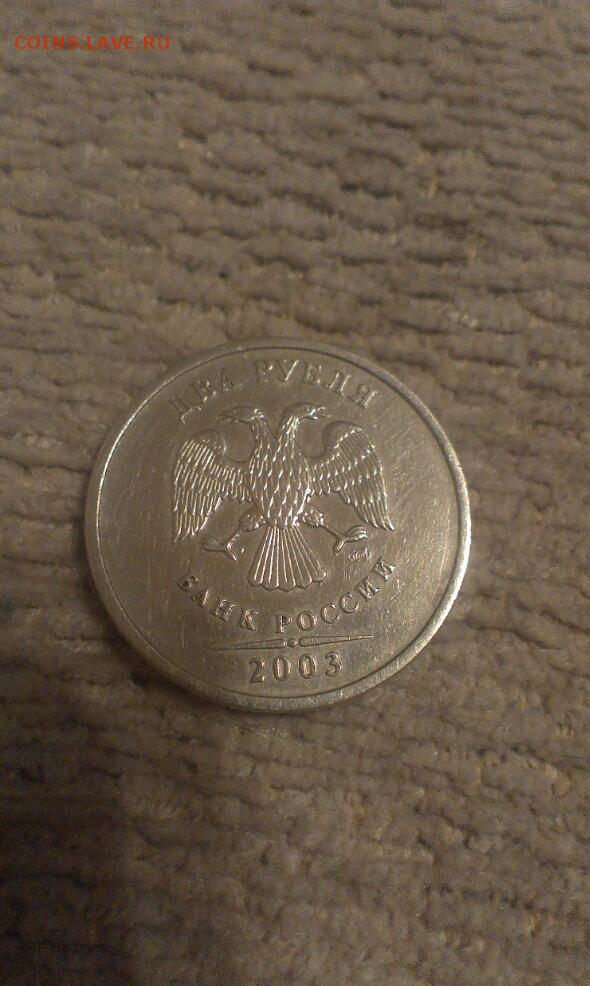 COINS.LAVE.RU
ДВА РУБЛЯ
БАНК РОССИИ
2003